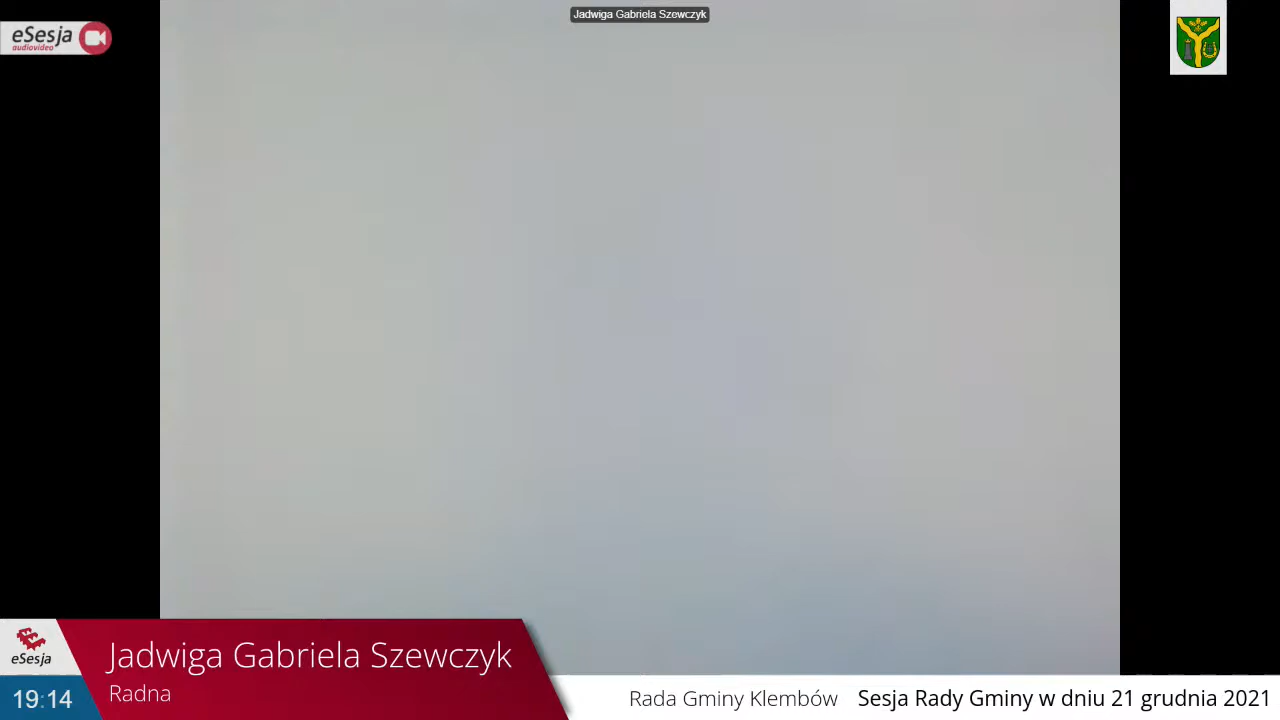 Jadwiga Gabriela Szewczyk
eSesja
audiovideo
Jadwiga Gabriela Szewczyk
Radna
eSesja
19:14
Rada Gminy Klembów Sesja Rady Gminy w dniu 21 grudnia 2021